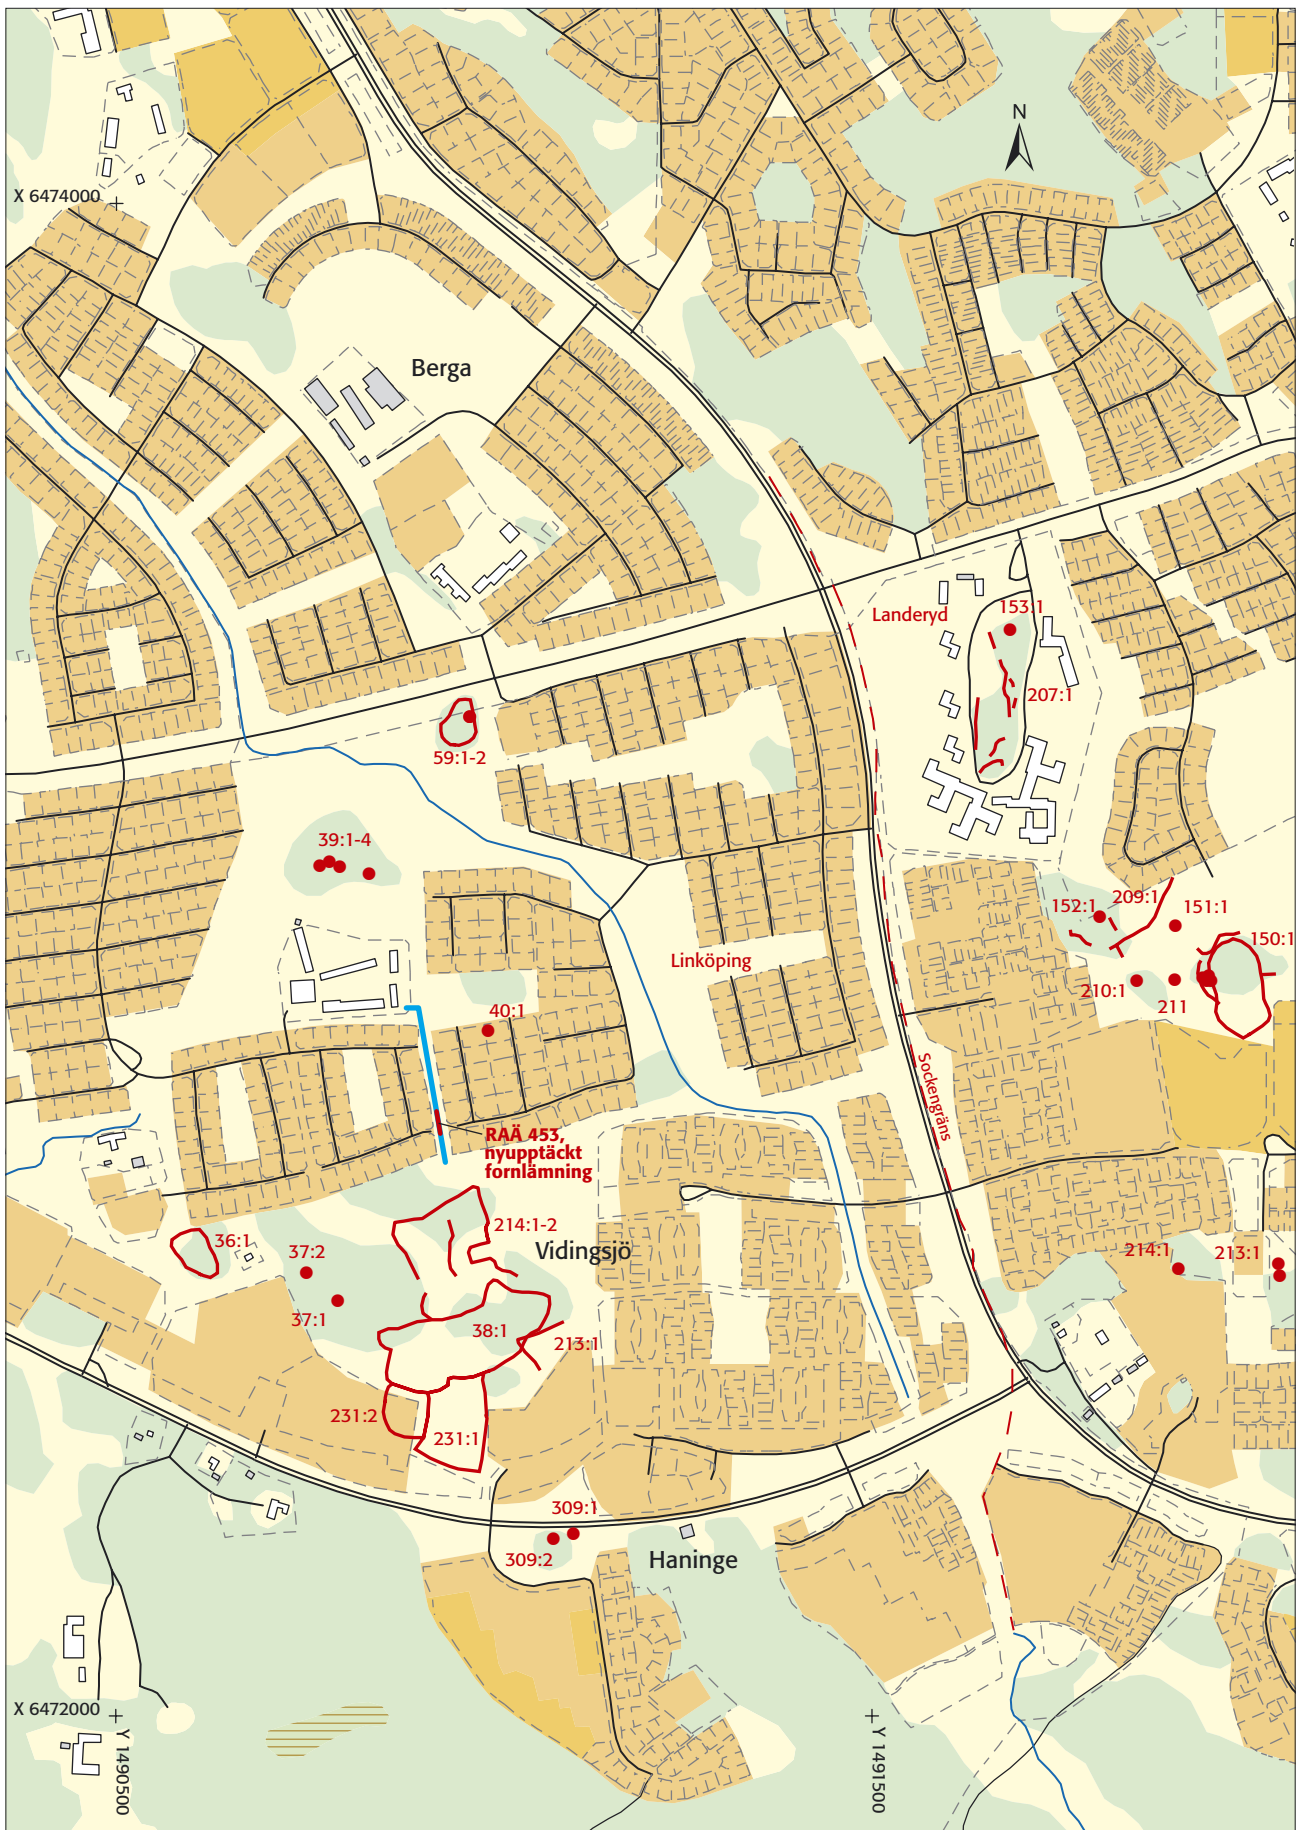 N
X 6474000
Berga
Landeryd
153:1
207:1
59:1-2
39:1-4
152:1
209:1
151:1
150:1
Linköping
210:1
211
40:1
Sockengräns
RAÄ 453,
nyupptäckt
fornlämning
214:1-2
36:1
37:2
Vidingsjö
214:1
213:1
37:1
38:1
213:1
231:2
231:1
309:1
309:2
Haninge
X 6472000
Y 1490500
Y 1491500